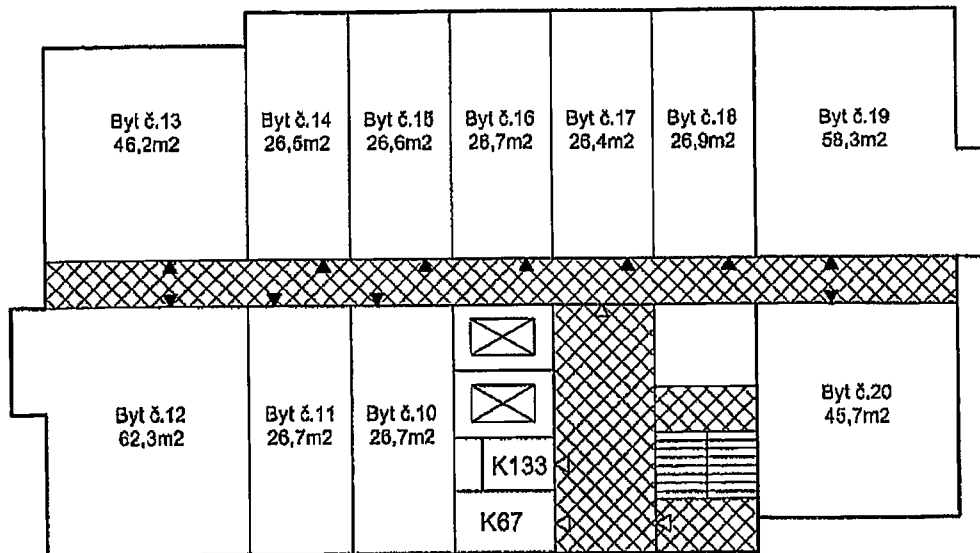 Byt č.13
46,2m2
Byt č.14
26,5m2
Byt č.15
26,6m2
Byt č.16
26,7m2
Byt č.17
26,4m2
Byt č.18
26,9m2
Byt č.19
58,3m2
Byt č.12
62,3m2
Byt č.11
26,7m2
Byt č.10
26,7m2
K133
K67
Byt č.20
45,7m2